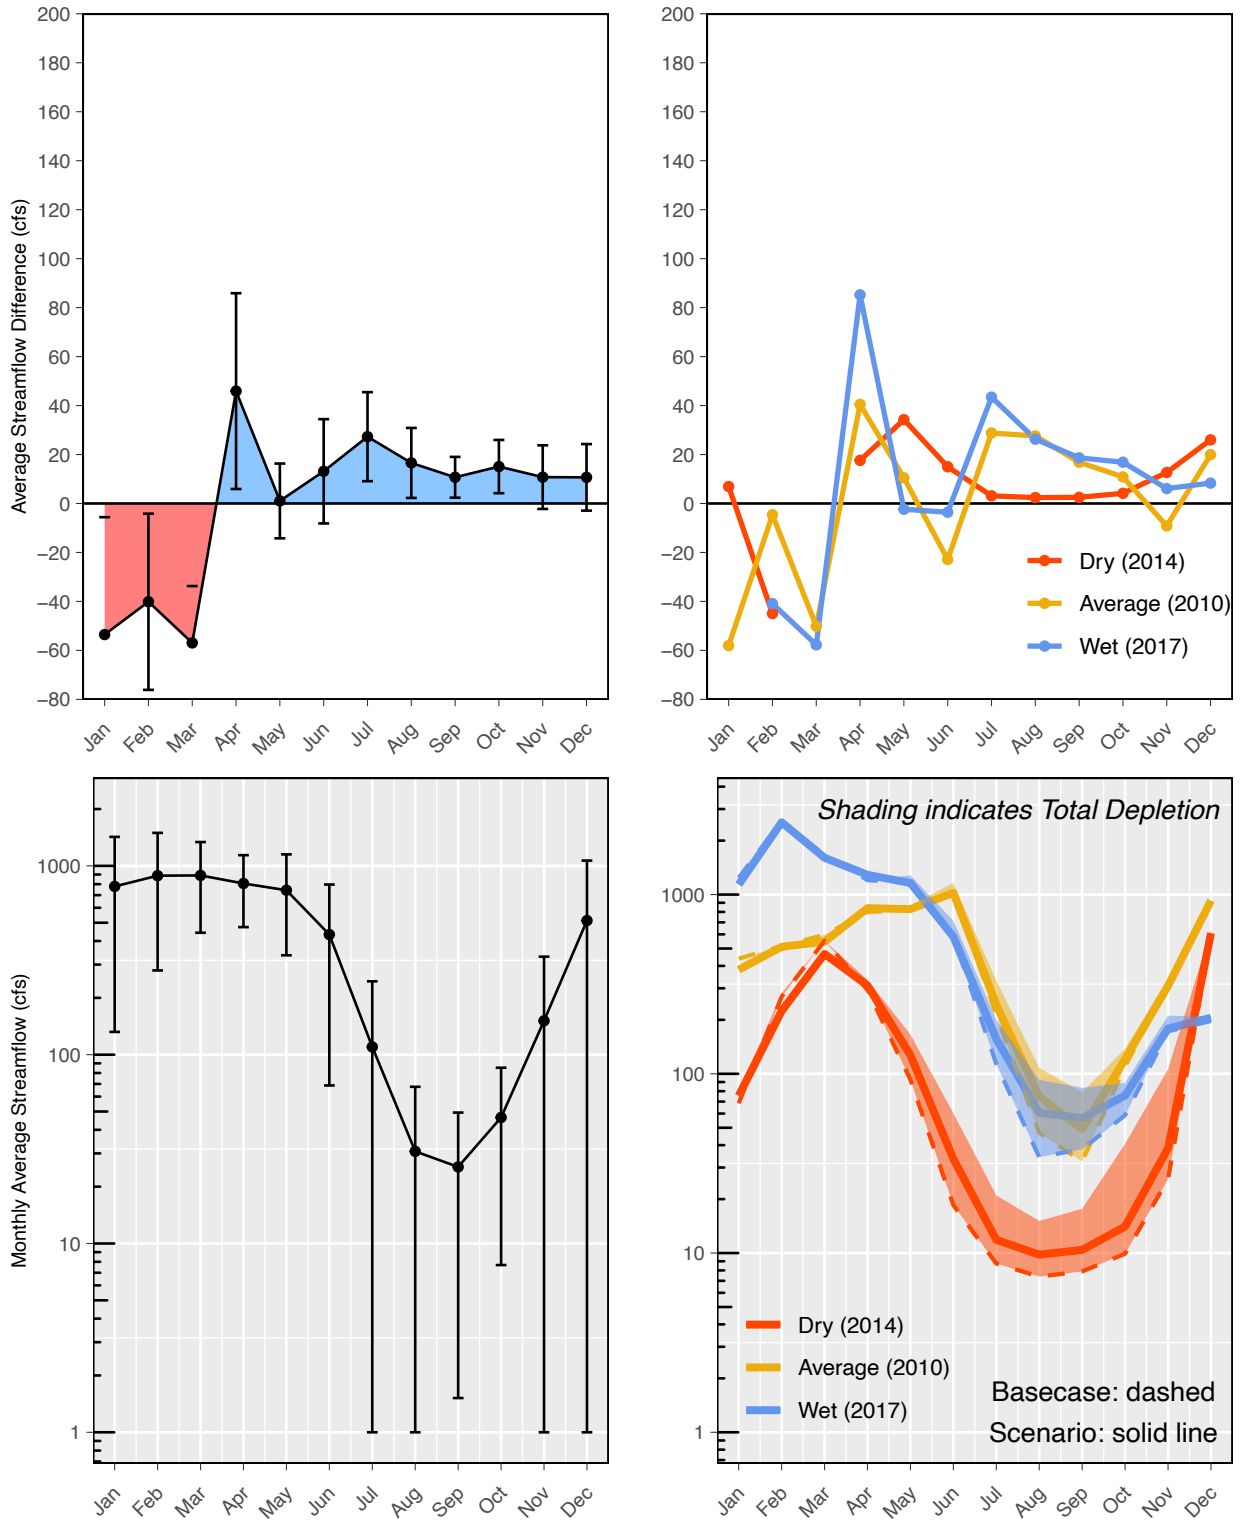 Average Streamflow Difference (cfs)
200
180
160
140
120
100
80
60
40
20
0
−20
−40
−60
−80
Jan Feb Mar Apr May Jun Jul Aug Sep Oct Nov Dec
200
180
160
140
120
100
80
60
40
20
0
−20
−40
−60
−80
Dry (2014)
Average (2010)
Wet (2017)
Jan Feb Mar Apr May Jun Jul Aug Sep Oct Nov Dec
Monthly Average Streamflow (cfs)
1000
100
10
1
Jan Feb Mar Apr May Jun Jul Aug Sep Oct Nov Dec
Shading indicates Total Depletion
1000
100
10
1
Dry (2014)
Average (2010)
Wet (2017)
Basecase: dashed
Scenario: solid line
Jan Feb Mar Apr May Jun Jul Aug Sep Oct Nov Dec